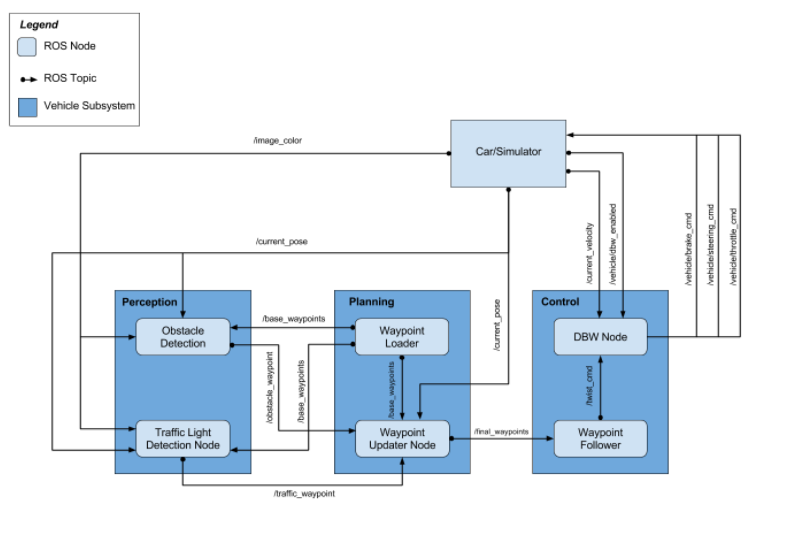 Legend
ROS Node
ROS Topic
Vehicle Subsystem
/image_color
Car/Simulator
/current_pose
/current_velocity
/vehicle/dbw_enabled
/vehicle/brake_cmd
/vehicle/steering_cmd
/vehicle/throttle_cmd
/current_pose
Perception
Planning
Control
Obstacle
Detection
/base_waypoints
Waypoint
Loader
DBW Node
/obstacle_waypoint
/base_waypoints
/base_waypoints
/twist_cmd
Traffic Light
Detection Node
Waypoint
Updater Node
/final_waypoints
Waypoint
Follower
/traffic_waypoint